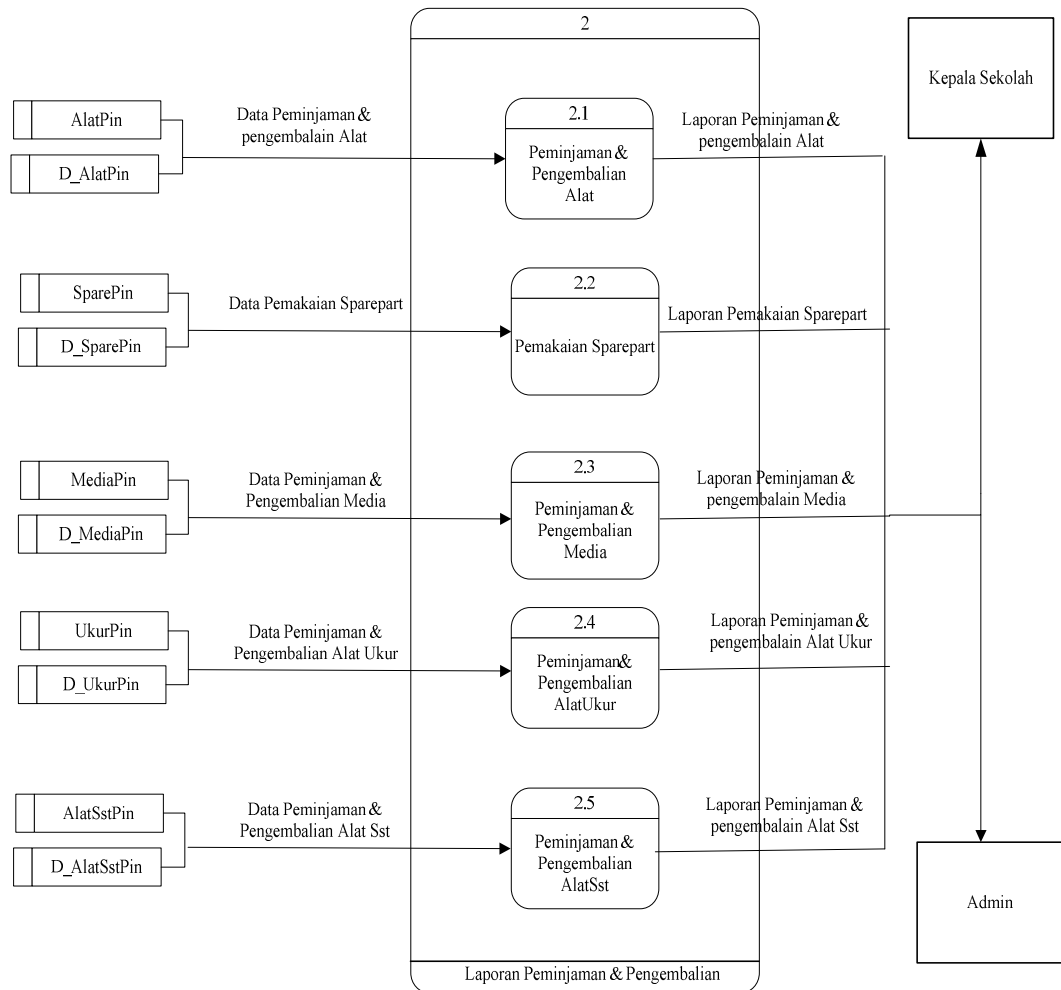 2
Kepala Sekolah
AlatPin
D_AlatPin
Data Peminjaman &
pengembalain Alat
2.1
Peminjaman &
Pengembalian
Alat
Laporan Peminjaman &
pengembalain Alat
SparePin
D_SparePin
Data Pemakaian Sparepart
2.2
Pemakaian Sparepart
Laporan Pemakaian Sparepart
MediaPin
D_MediaPin
Data Peminjaman &
Pengembalian Media
2.3
Peminjaman &
Pengembalian
Media
Laporan Peminjaman &
pengembalain Media
UkurPin
D_UkurPin
Data Peminjaman &
Pengembalian Alat Ukur
2.4
Peminjaman&
Pengembalian
AlatUkur
Laporan Peminjaman &
pengembalain Alat Ukur
AlatSstPin
D_AlatSstPin
Data Peminjaman &
Pengembalian Alat Sst
2.5
Peminjaman &
Pengembalian
AlatSst
Laporan Peminjaman &
pengembalain Alat Sst
Admin
Laporan Peminjaman & Pengembalian